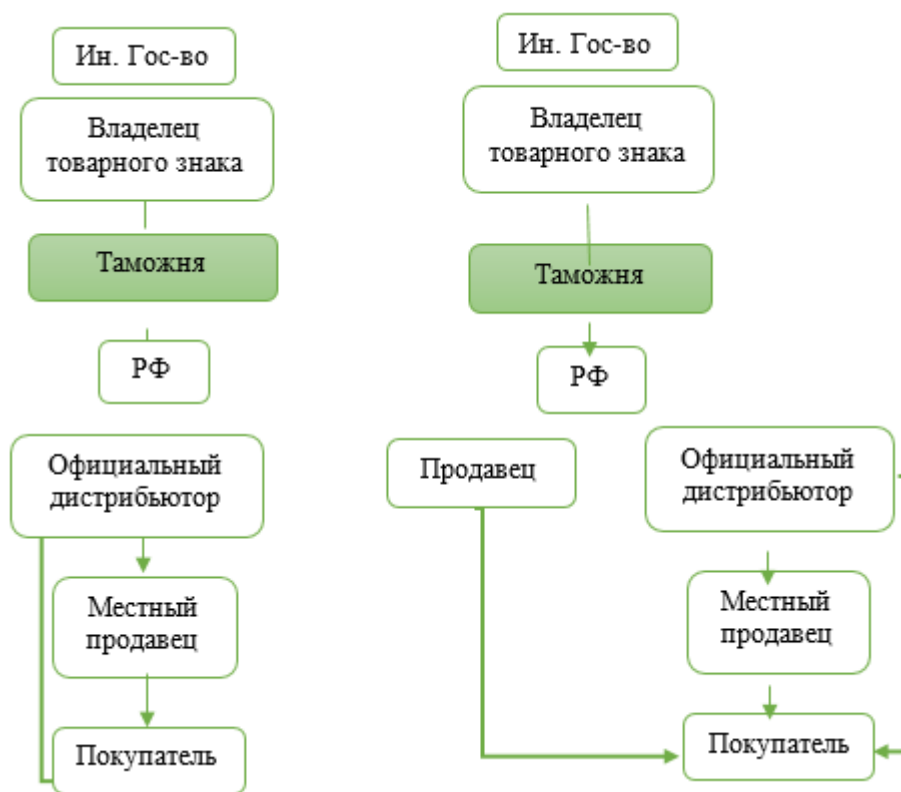 Ин. Гос-во
Владелец
товарного знака
Таможня
РФ
Официальный
дистрибьютор
Местный
продавец
Покупатель
Ин. Гос-во
Владелец
товарного знака
Таможня
РФ
Продавец
Официальный
дистрибьютор
Местный
продавец
Покупатель